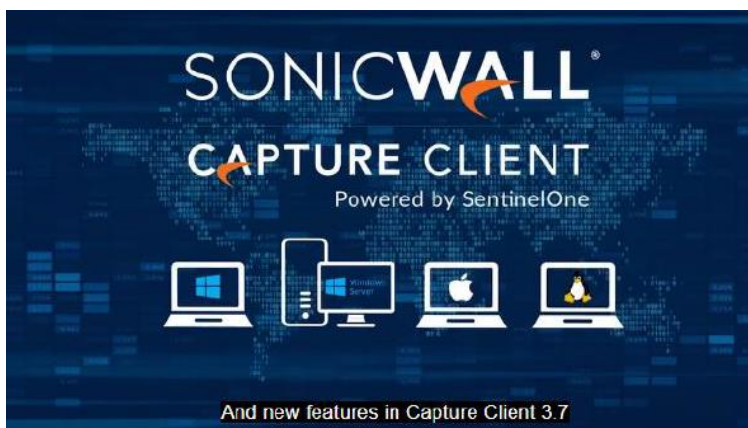 SONICWALL®
CAPTURE CLIENT
Powered by SentinelOne
Windows
Server
And new features in Capture Client 3.7